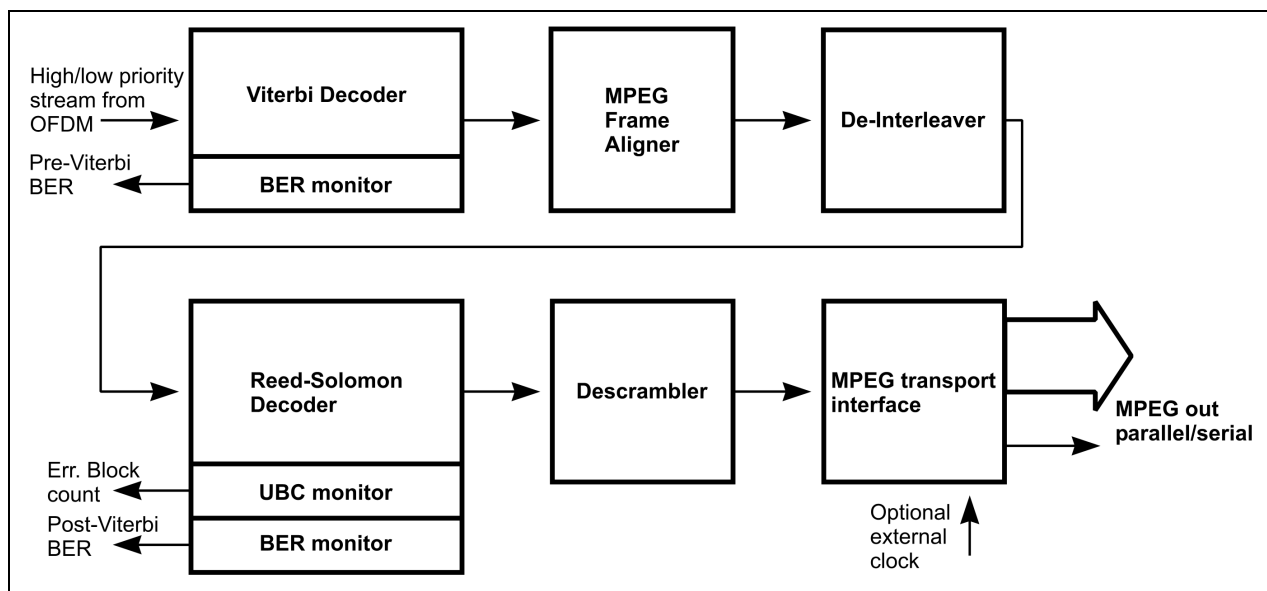 High/low priority
stream from
OFDM
Viterbi Decoder
MPEG
Frame
Aligner
De-Interleaver
Pre-Viterbi
BER
BER monitor
Reed-Solomon
Decoder
Descrambler
MPEG transport
interface
MPEG out
parallel/serial
Err. Block
count
UBC monitor
Post-Viterbi
BER
BER monitor
Optional
external
clock